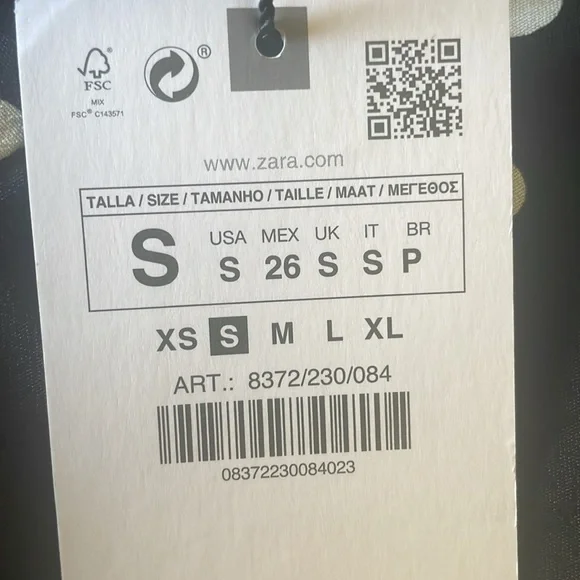 FSC
MIX
FSC® C143571
®
www.zara.com
TALLA / SIZE / TAMANHO / TAILLE / MAAT / ΜΕΓΕΘΟΣ
S
USA MEX UK IT BR
S 26 S S P
XS S M L XL
ART.: 8372/230/084
08372230084023